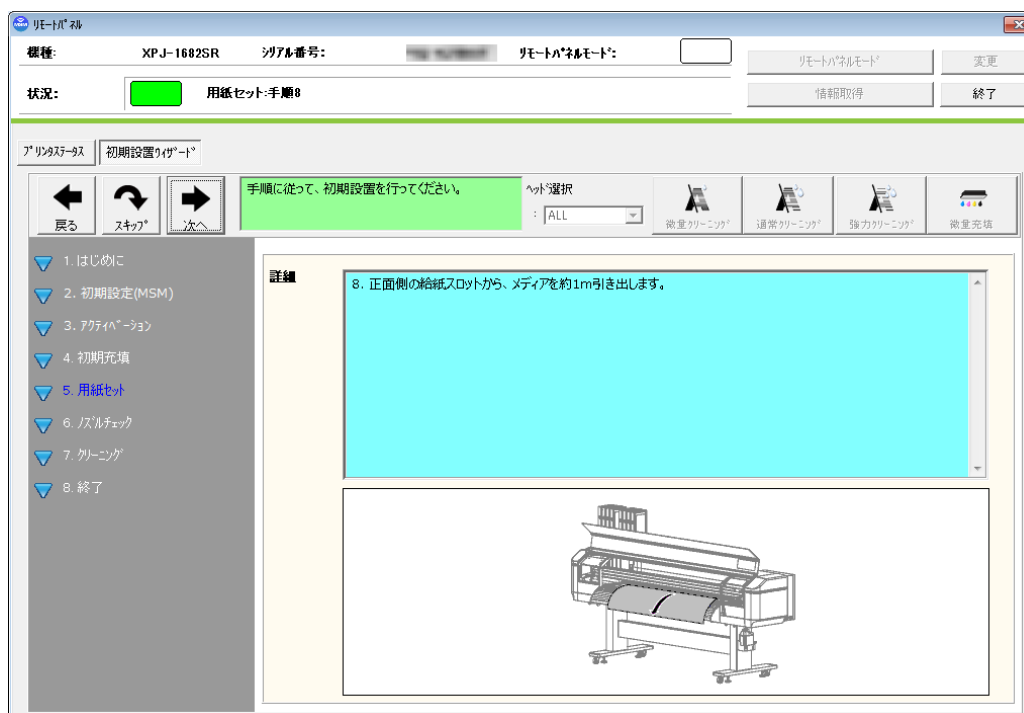 リモートパネル
機種: XPJ-1682SR シリアル番号: リモートパネルモード:
リモートパネルモード 変更
状況: 用紙セット:手順8
情報取得 終了
プリンタステータス 初期設置ウィザード
戻る スキップ 次へ
手順に従って、初期設置を行ってください。
ヘッド選択
: ALL
微量クリーニング 通常クリーニング 強力クリーニング 微量充填
1. はじめに
2. 初期設定(MSM)
3. アクティベーション
4. 初期充填
5. 用紙セット
6. ノズルチェック
7. クリーニング
8. 終了
詳細
8. 正面側の給紙スロットから、メディアを約1m引き出します。